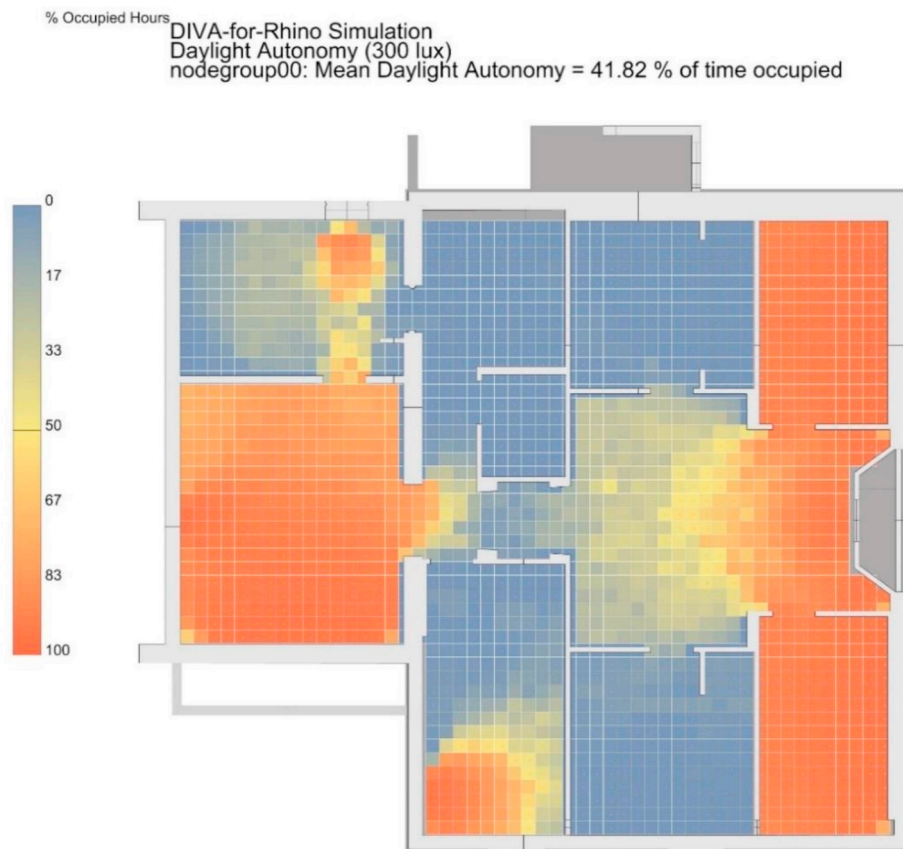 % Occupied Hours
DIVA-for-Rhino Simulation
Daylight Autonomy (300 lux)
nodegroup00: Mean Daylight Autonomy = 41.82 % of time occupied
0
17
33
50
67
83
100